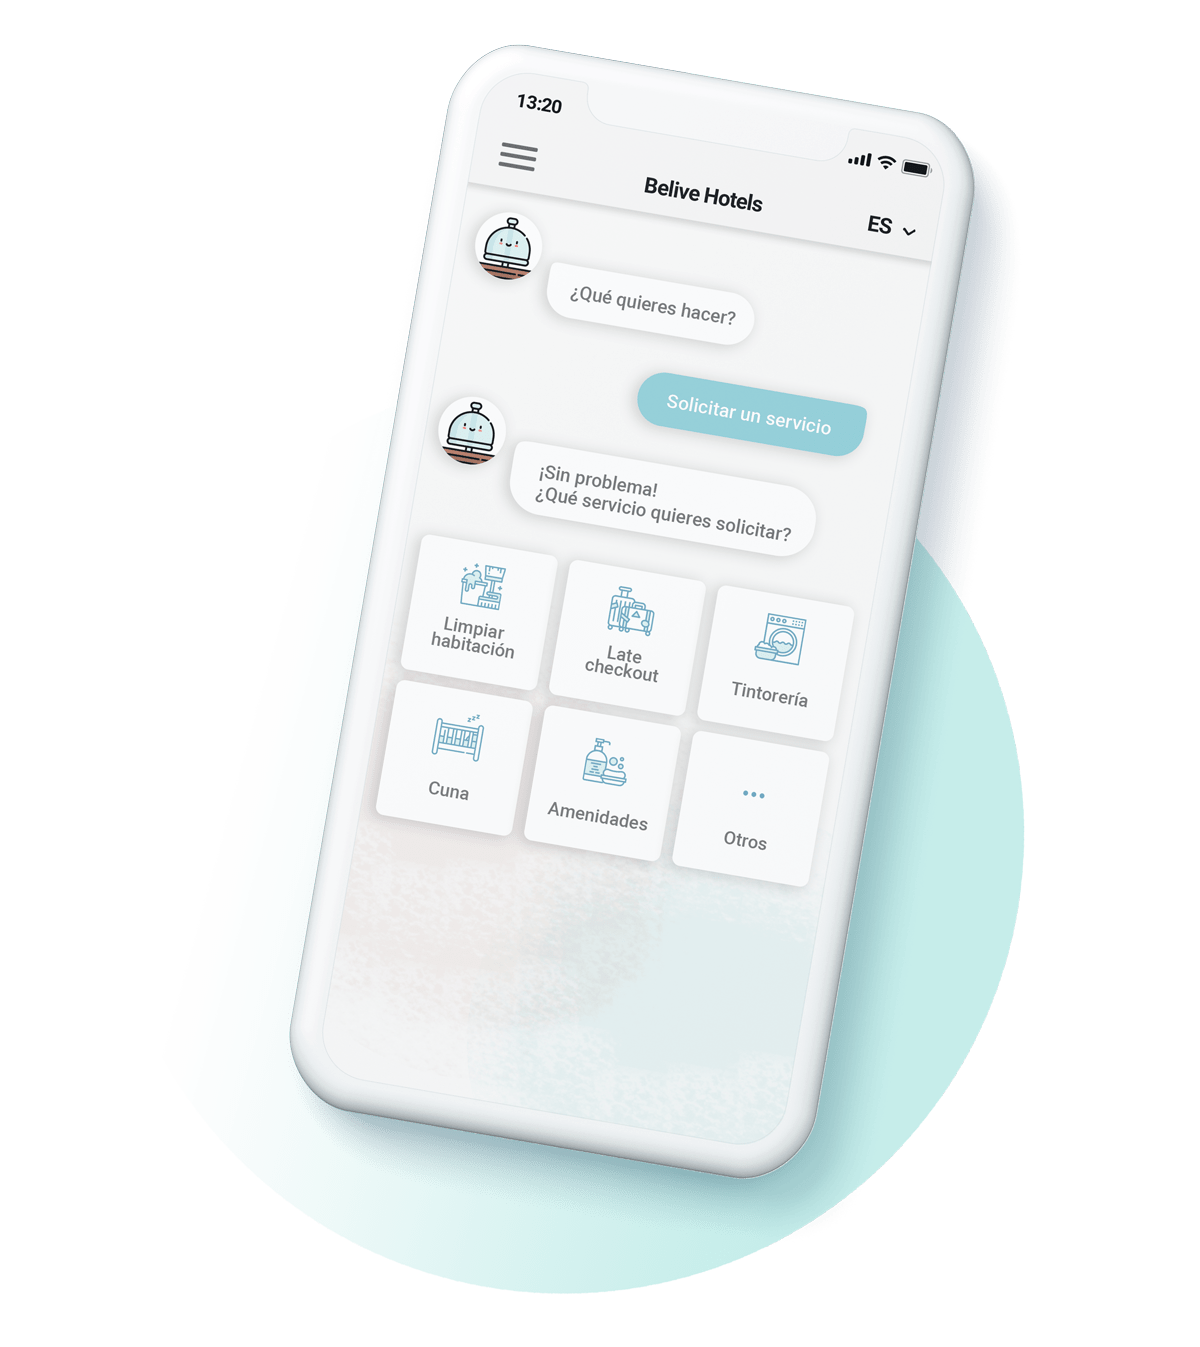 13:20
Belive Hotels
ES
¿Qué quieres hacer?
Solicitar un servicio
¡Sin problema!
¿Qué servicio quieres solicitar?
Limpiar
habitación
Late
checkout
Tintorería
Cuna
Amenidades
Otros